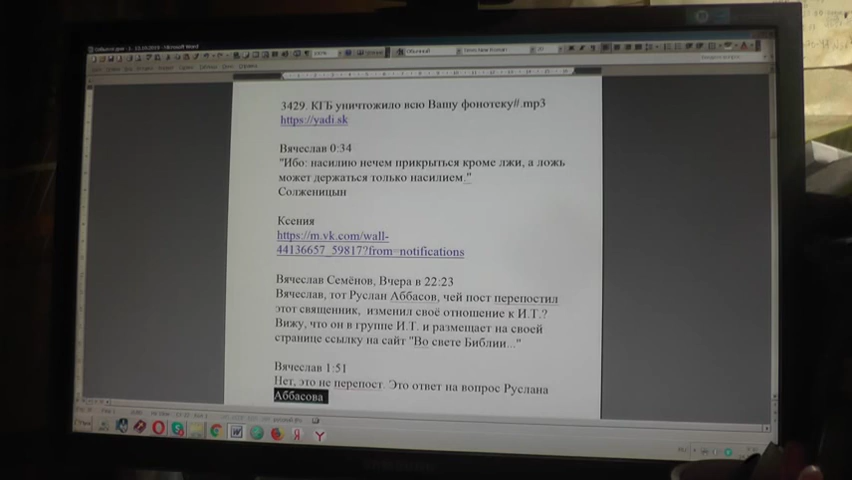 3429. КГБ уничтожило всю Вашу фонотеку#.mp3
https://yadi.sk
Вячеслав 0:34
"Ибо: насилию нечем прикрыться кроме лжи, а ложь
может держаться только насилием."
Солженицын
Ксения
https://m.vk.com/wall-
44136657_59817?from=notifications
Вячеслав Семёнов, Вчера в 22:23
Вячеслав, тот Руслан Аббасов, чей пост перепостил
этот священник, изменил своё отношение к И.Т.?
Вижу, что он в группе И.Т. и размещает на своей
странице ссылку на сайт "Во свете Библии..."
Вячеслав 1:51
Нет, это не перепост. Это ответ на вопрос Руслана
Аббасова